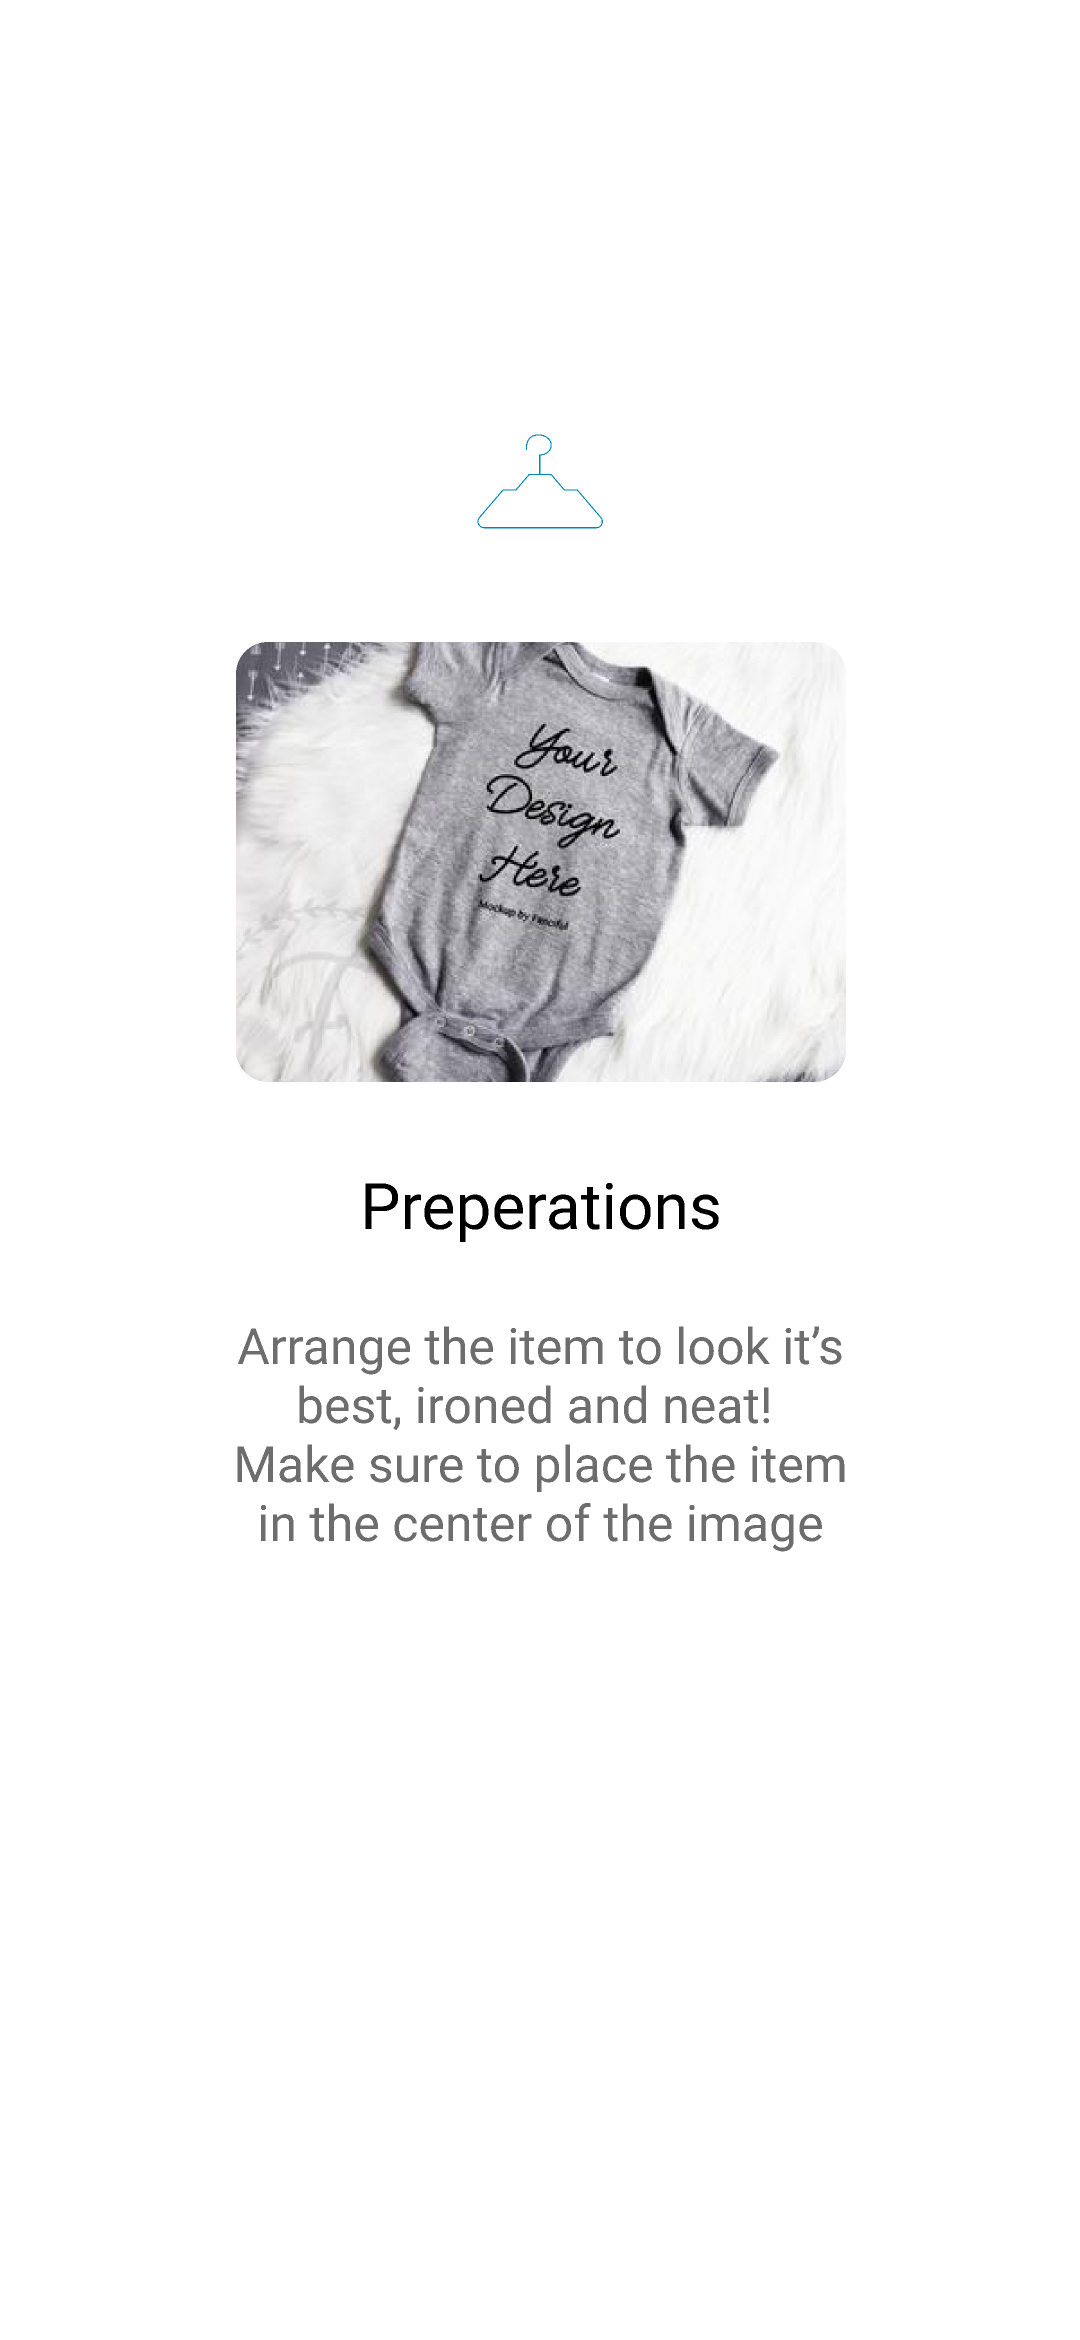 Your
Design
Here
Mockup by Fanciful
Preperations
Arrange the item to look it’s
best, ironed and neat!
Make sure to place the item
in the center of the image